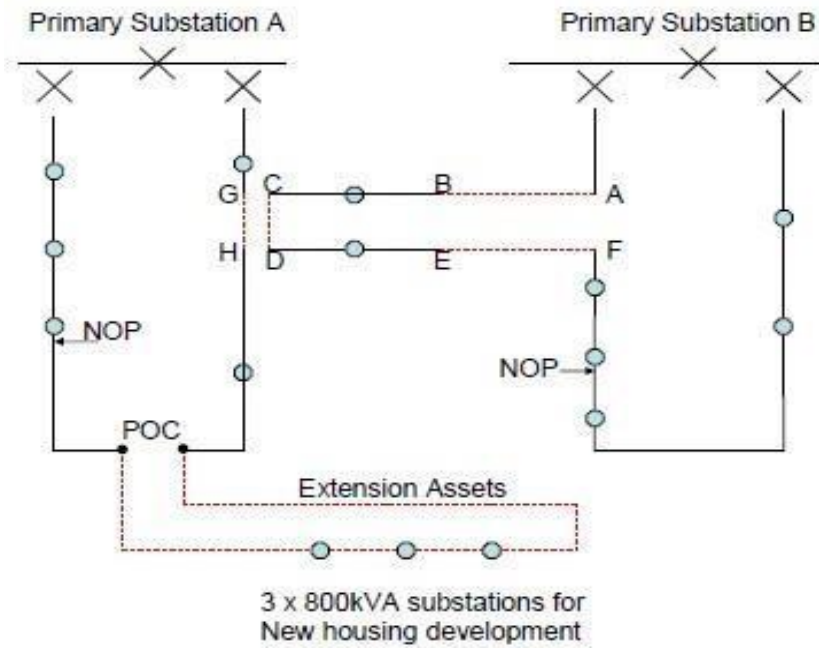 Primary Substation A
Primary Substation B
G
C
B
A
H
D
E
F
NOP
NOP
POC
Extension Assets
3 x 800kVA substations for
New housing development